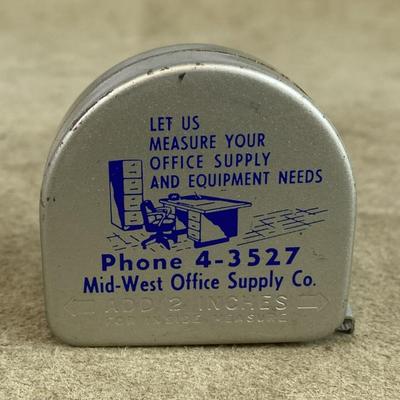 LET US
MEASURE YOUR
OFFICE SUPPLY
AND EQUIPMENT NEEDS
Phone 4-3527
Mid-West Office Supply Co.
ADD 2 INCHES
FOR INSIDE MEASURE